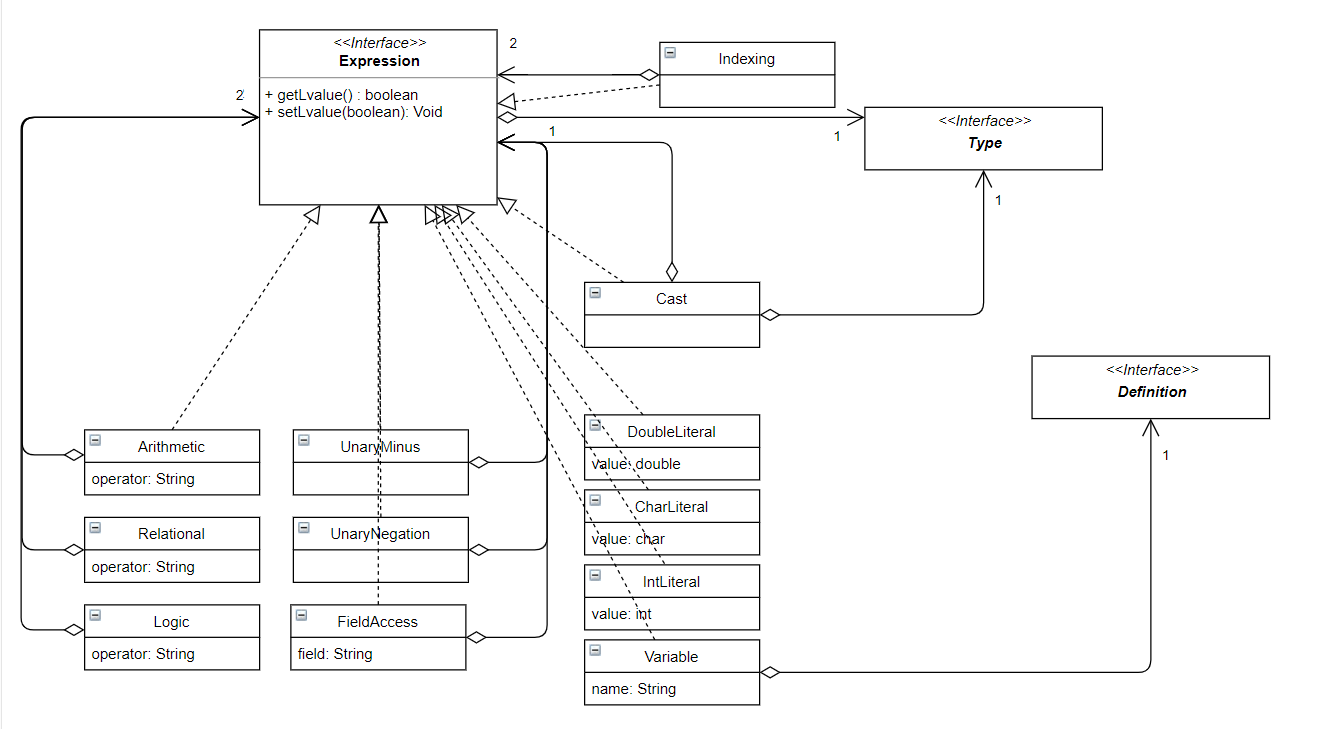 <<Interface>>
Expression
+ getLvalue() : boolean
+ setLvalue(boolean): Void
2
2
Indexing
1
1
<<Interface>>
Type
1
Cast
<<Interface>>
Definition
1
Arithmetic
operator: String
UnaryMinus
DoubleLiteral
value: double
CharLiteral
value: char
Relational
operator: String
UnaryNegation
IntLiteral
value: int
Logic
operator: String
FieldAccess
field: String
Variable
name: String